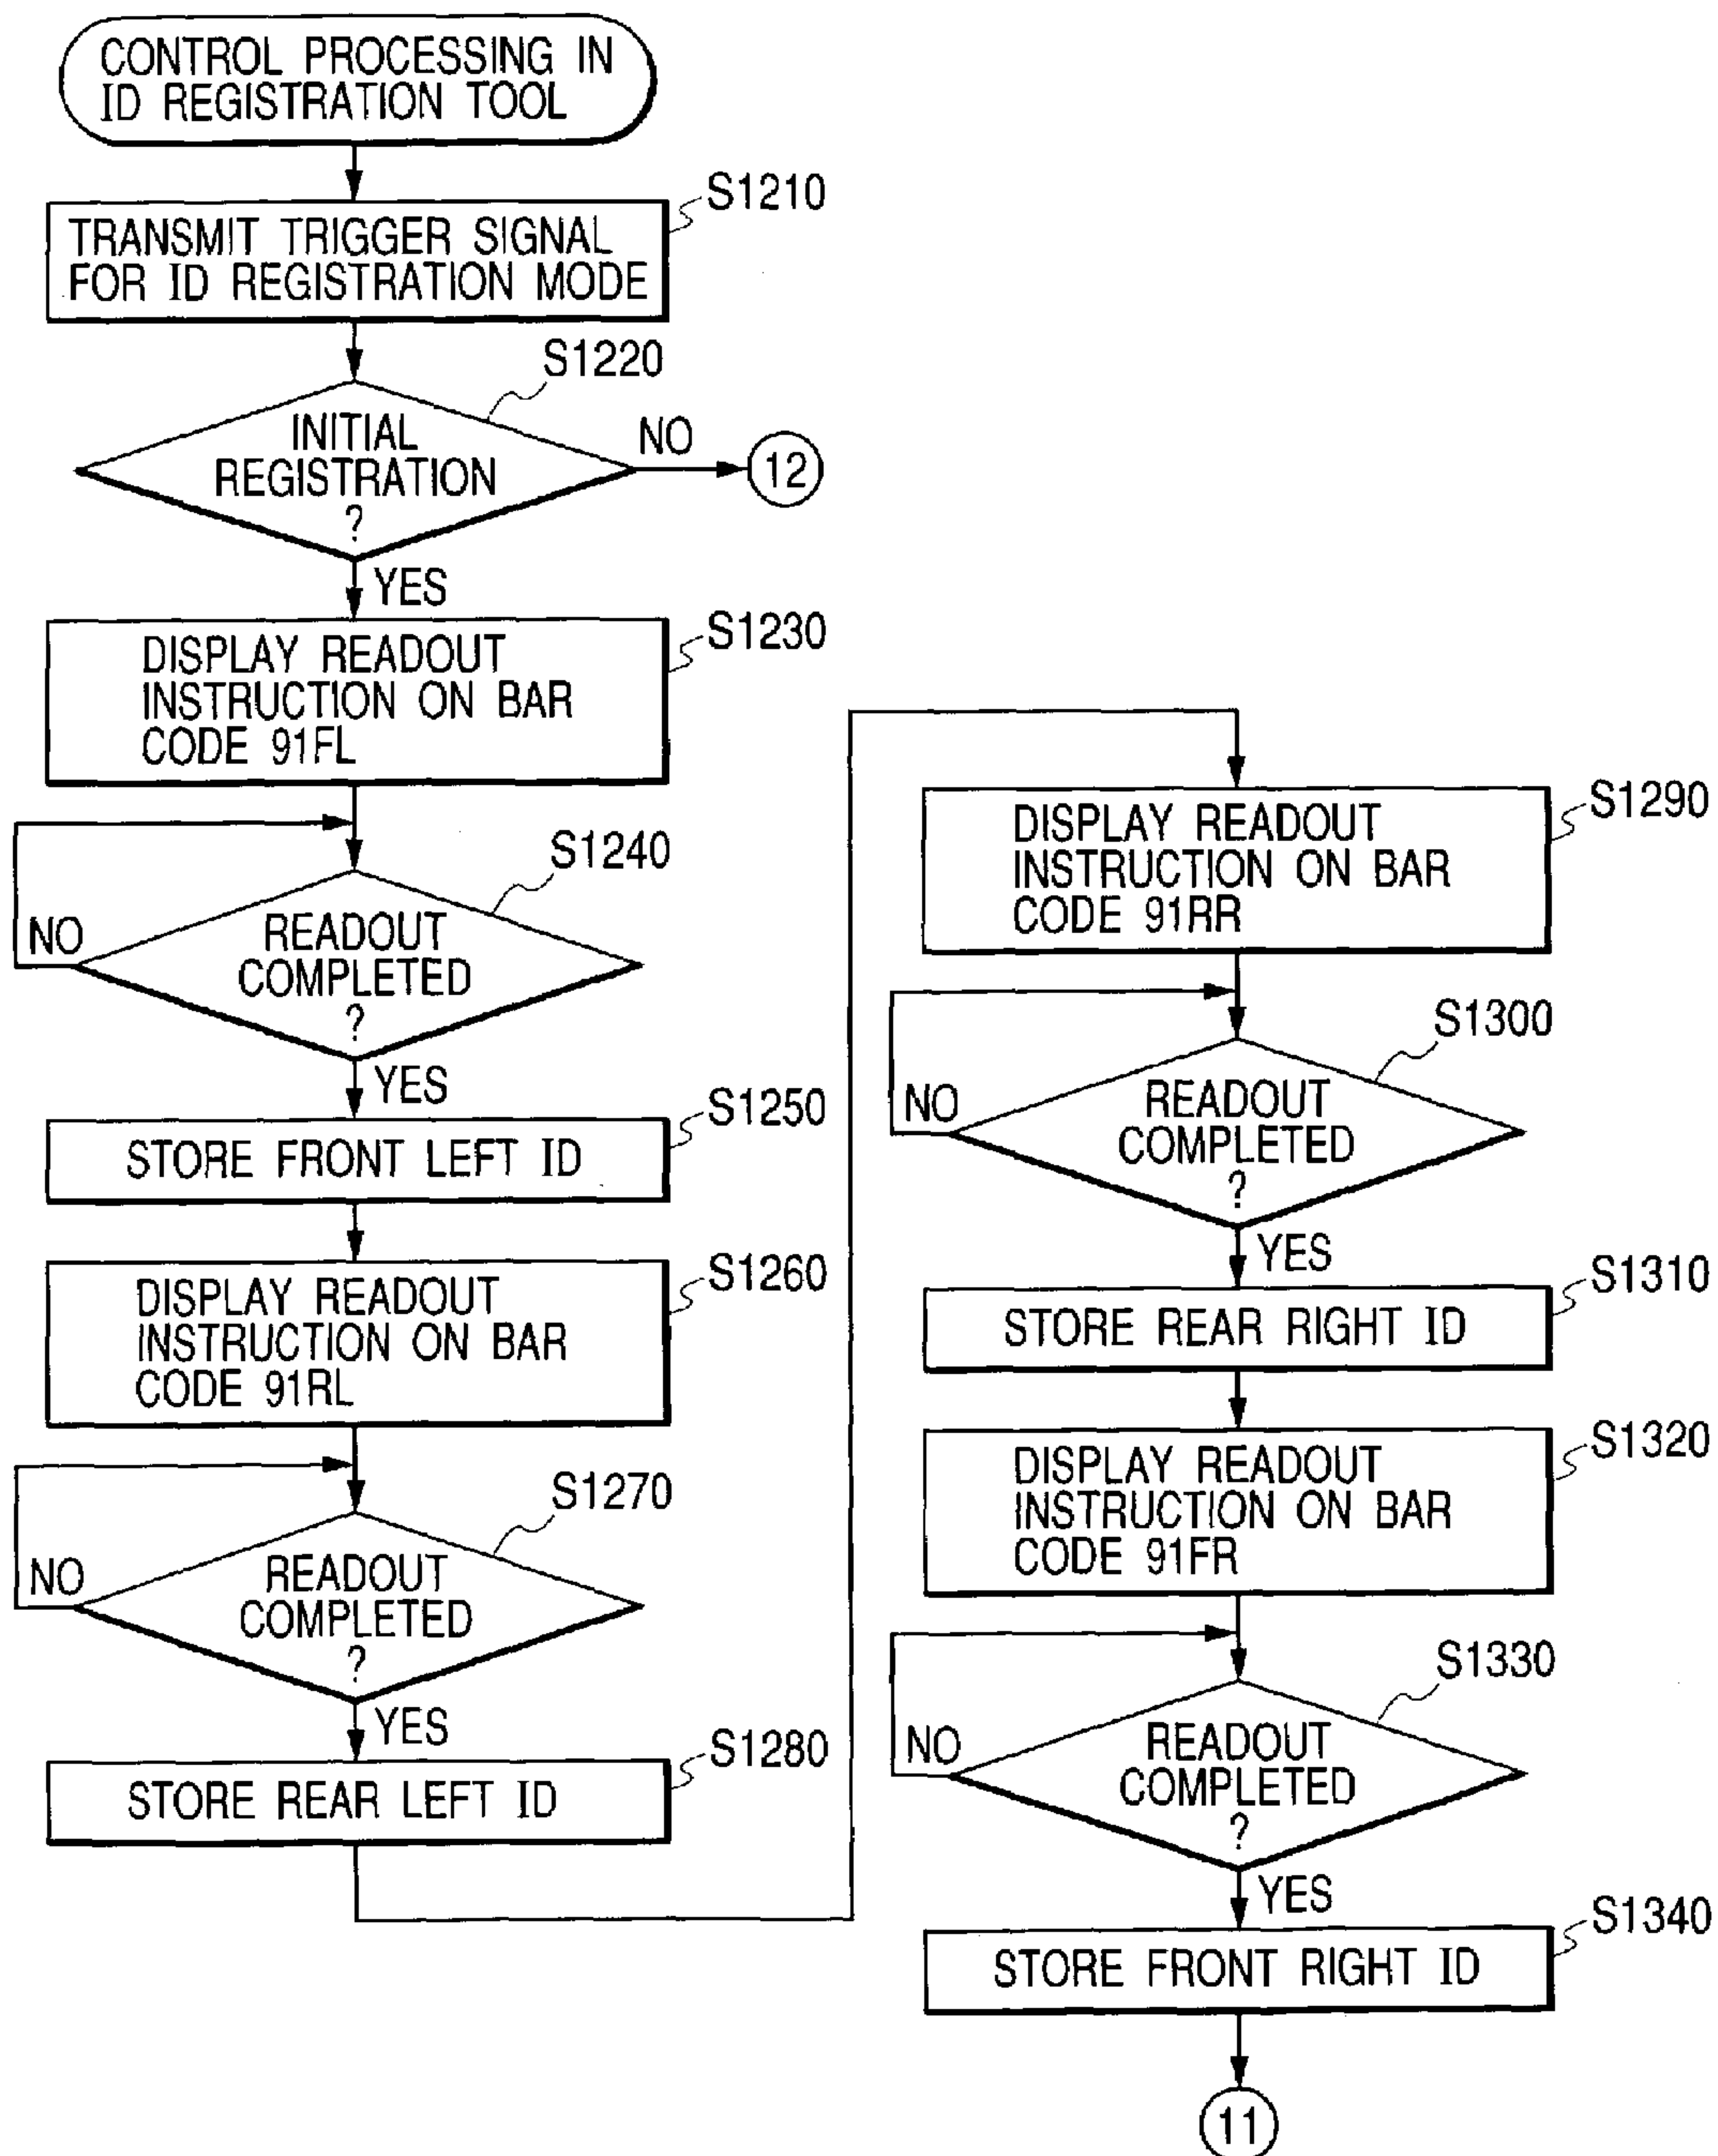 CONTROL PROCESSING IN
ID REGISTRATION TOOL
S1210
TRANSMIT TRIGGER SIGNAL
FOR ID REGISTRATION MODE
S1220
INITIAL
REGISTRATION
?
NO
12
YES
S1230
DISPLAY READOUT
INSTRUCTION ON BAR
CODE 91FL
S1240
NO
READOUT
COMPLETED
?
YES
S1250
STORE FRONT LEFT ID
S1260
DISPLAY READOUT
INSTRUCTION ON BAR
CODE 91RL
S1270
NO
READOUT
COMPLETED
?
YES
S1280
STORE REAR LEFT ID
S1290
DISPLAY READOUT
INSTRUCTION ON BAR
CODE 91RR
S1300
NO
READOUT
COMPLETED
?
YES
S1310
STORE REAR RIGHT ID
S1320
DISPLAY READOUT
INSTRUCTION ON BAR
CODE 91FR
S1330
NO
READOUT
COMPLETED
?
YES
S1340
STORE FRONT RIGHT ID
11